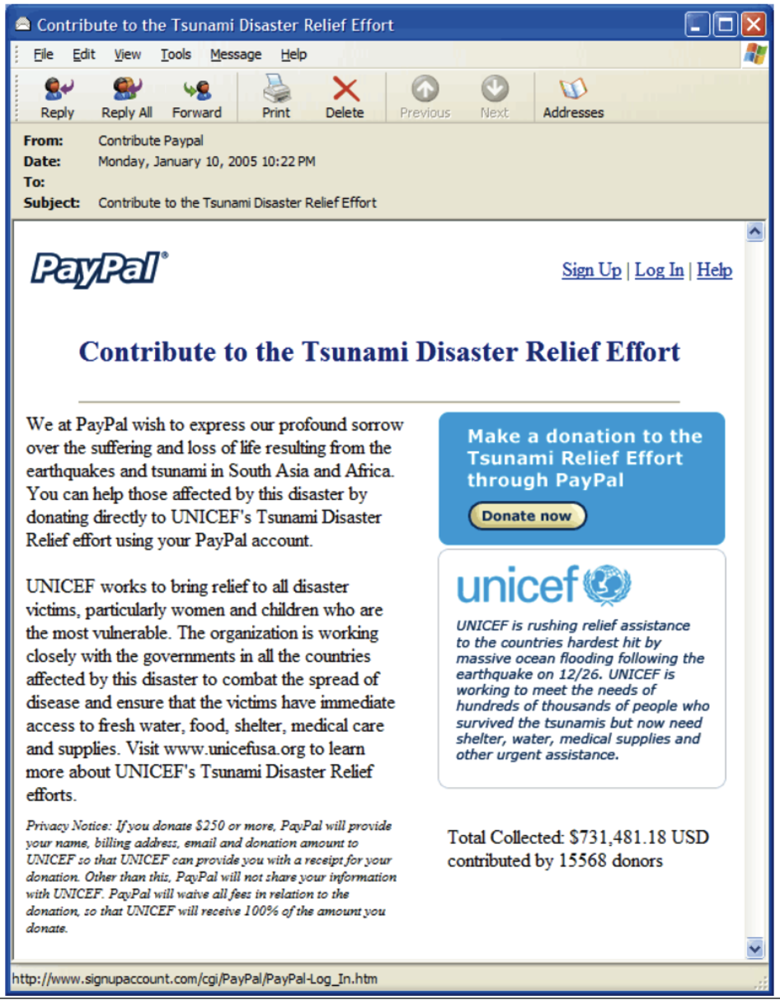 Contribute to the Tsunami Disaster Relief Effort
File Edit View Tools Message Help
Reply Reply All Forward Print Delete Previous Next Addresses
From: Contribute Paypal
Date: Monday, January 10, 2005 10:22 PM
To:
Subject: Contribute to the Tsunami Disaster Relief Effort
PayPal®
Sign Up | Log In | Help
Contribute to the Tsunami Disaster Relief Effort
We at PayPal wish to express our profound sorrow
over the suffering and loss of life resulting from the
earthquakes and tsunami in South Asia and Africa.
You can help those affected by this disaster by
donating directly to UNICEF's Tsunami Disaster
Relief effort using your PayPal account.
UNICEF works to bring relief to all disaster
victims, particularly women and children who are
the most vulnerable. The organization is working
closely with the governments in all the countries
affected by this disaster to combat the spread of
disease and ensure that the victims have immediate
access to fresh water, food, shelter, medical care
and supplies. Visit www.unicefusa.org to learn
more about UNICEF's Tsunami Disaster Relief
efforts.
Privacy Notice: If you donate $250 or more, PayPal will provide
your name, billing address, email and donation amount to
UNICEF so that UNICEF can provide you with a receipt for your
donation. Other than this, PayPal will not share your information
with UNICEF. PayPal will waive all fees in relation to the
donation, so that UNICEF will receive 100% of the amount you
donate.
Make a donation to the
Tsunami Relief Effort
through PayPal
Donate now
unicef
UNICEF is rushing relief assistance
to the countries hardest hit by
massive ocean flooding following the
earthquake on 12/26. UNICEF is
working to meet the needs of
hundreds of thousands of people who
survived the tsunamis but now need
shelter, water, medical supplies and
other urgent assistance.
Total Collected: $731,481.18 USD
contributed by 15568 donors
http://www.signupaccount.com/cgi/PayPal/PayPal-Log_In.htm